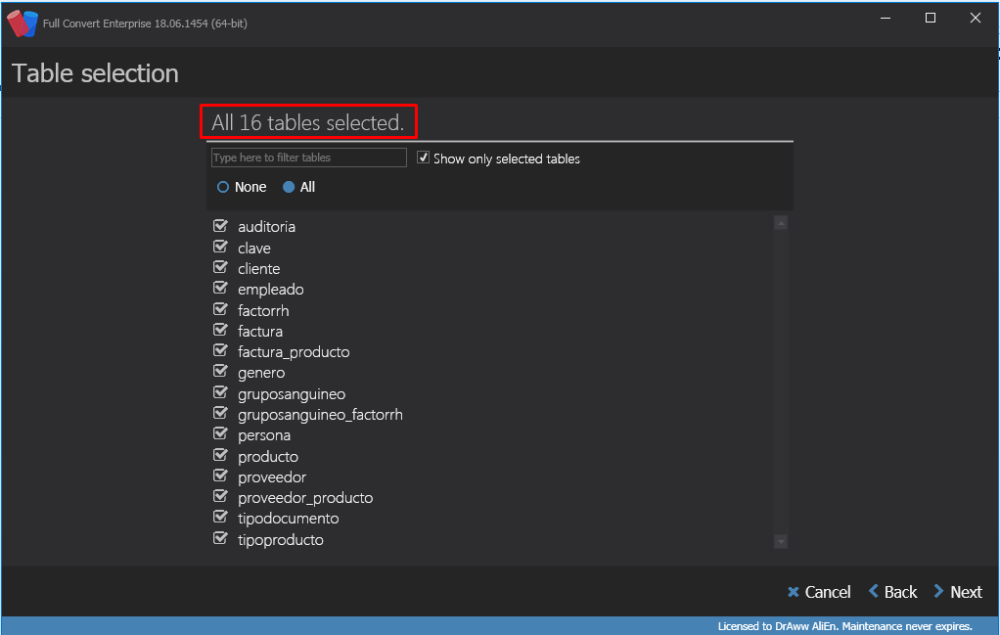 Full Convert Enterprise 18.06.1454 (64-bit)
Table selection
All 16 tables selected.
Type here to filter tables
Show only selected tables
None All
auditoria
clave
cliente
empleado
factorrh
factura
factura_producto
genero
gruposanguineo
gruposanguineo_factorrh
persona
producto
proveedor
proveedor_producto
tipodocumento
tipoproducto
Cancel Back Next
Licensed to DrAww AliEn. Maintenance never expires.